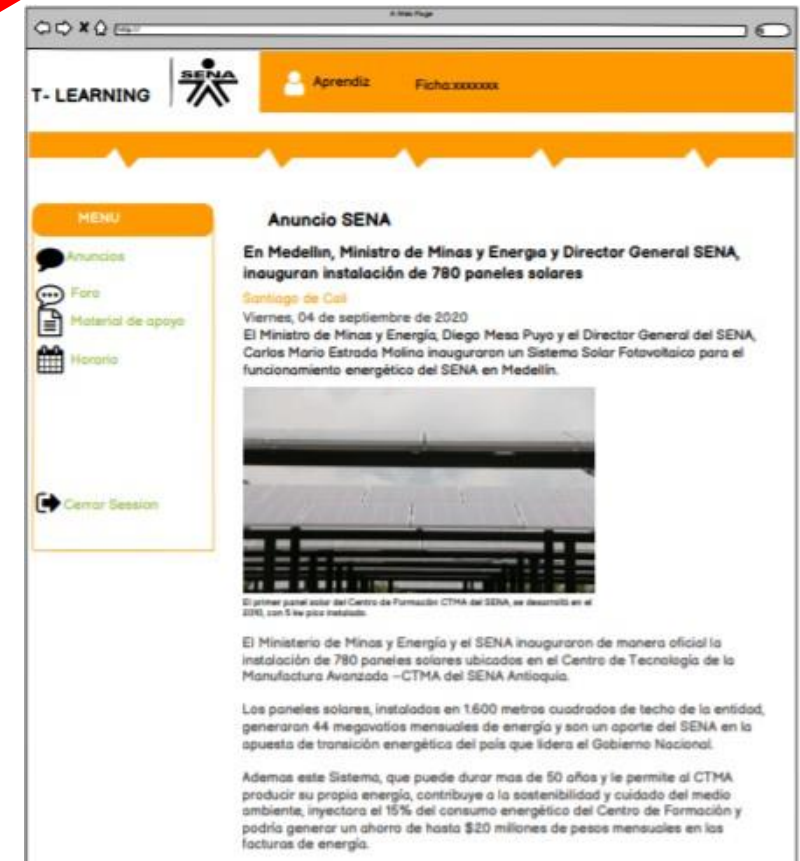 A Web Page
http://
T- LEARNING
SENA
Aprendiz
Ficha:xxxxxxx
MENU
Anuncios
Foro
Material de apoyo
Horario
Cerrar Session
Anuncio SENA
En Medellin, Ministro de Minas y Energia y Director General SENA,
inauguran instalación de 780 paneles solares
Santiago de Cali
Viernes, 04 de septiembre de 2020
El Ministro de Minas y Energía, Diego Mesa Puyo y el Director General del SENA,
Carlos Mario Estrada Molina inauguraron un Sistema Solar Fotovoltaico para el
funcionamiento energético del SENA en Medellín.
El primer panel solar del Centro de Formación CTMA del SENA, se desarrolló en el
2010, con 5 kw pico instalado.
El Ministerio de Minas y Energía y el SENA inauguraron de manera oficial la
instalación de 780 paneles solares ubicados en el Centro de Tecnología de la
Manufactura Avanzada –CTMA del SENA Antioquia.
Los paneles solares, instalados en 1.600 metros cuadrados de techo de la entidad,
generaran 44 megavatios mensuales de energía y son un aporte del SENA en la
apuesta de transición energética del país que lidera el Gobierno Nacional.
Ademas este Sistema, que puede durar mas de 50 años y le permite al CTMA
producir su propia energía, contribuye a la sostenibilidad y cuidado del medio
ambiente, inyectara el 15% del consumo energético del Centro de Formación y
podría generar un ahorro de hasta $20 millones de pesos mensuales en las
facturas de energía.